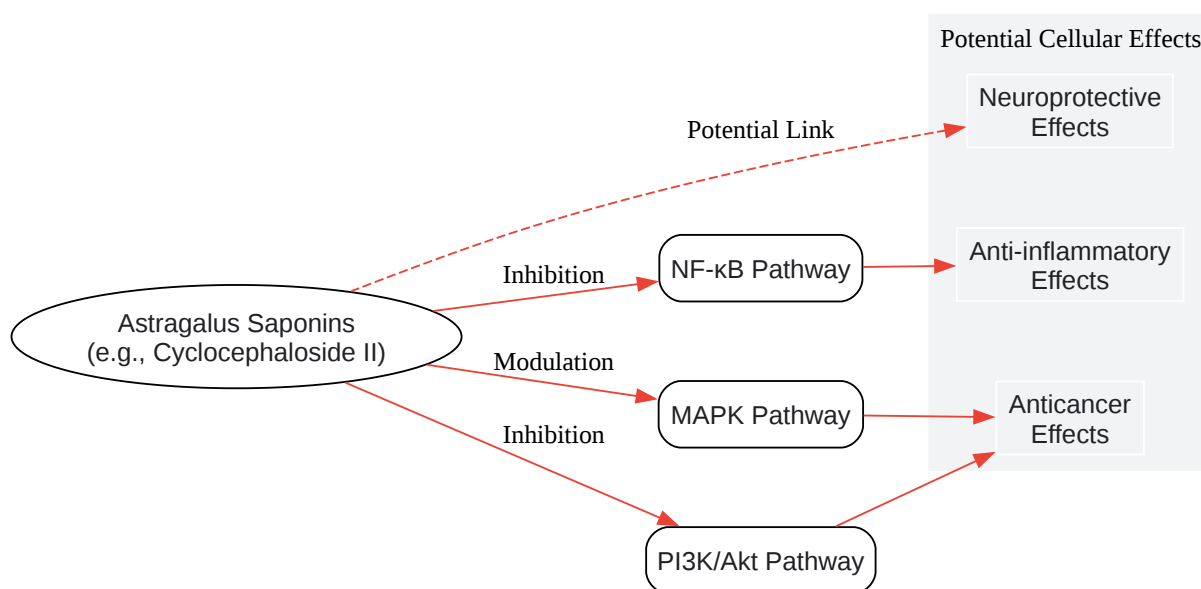 Potential Cellular Effects
Neuroprotective
Effects
Potential Link
Anti-inflammatory
Effects
NF-κB Pathway
Inhibition
Astragalus Saponins
(e.g., Cyclocephaloside II)
Modulation
MAPK Pathway
Anticancer
Effects
Inhibition
PI3K/Akt Pathway